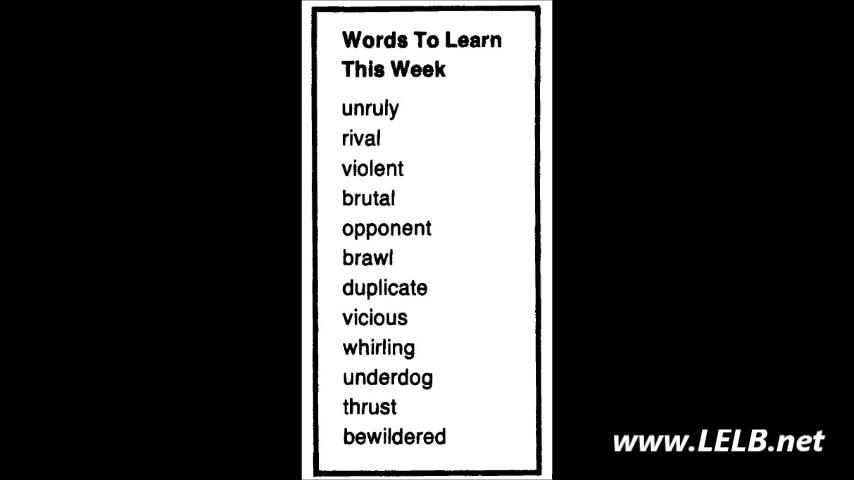 Words To Learn
This Week
unruly
rival
violent
brutal
opponent
brawl
duplicate
vicious
whirling
underdog
thrust
bewildered
www.LELB.net